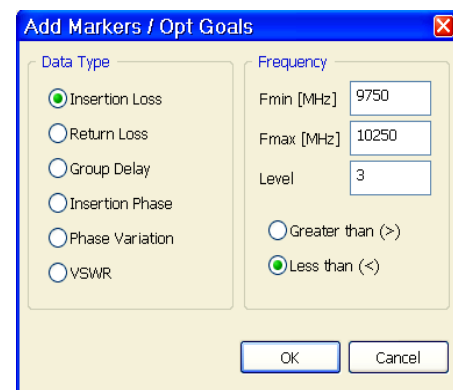 Add Markers / Opt Goals
Data Type
Insertion Loss
Return Loss
Group Delay
Insertion Phase
Phase Variation
VSWR
Frequency
Fmin [MHz] 9750
Fmax [MHz] 10250
Level 3
Greater than (>)
Less than (<)
OK Cancel